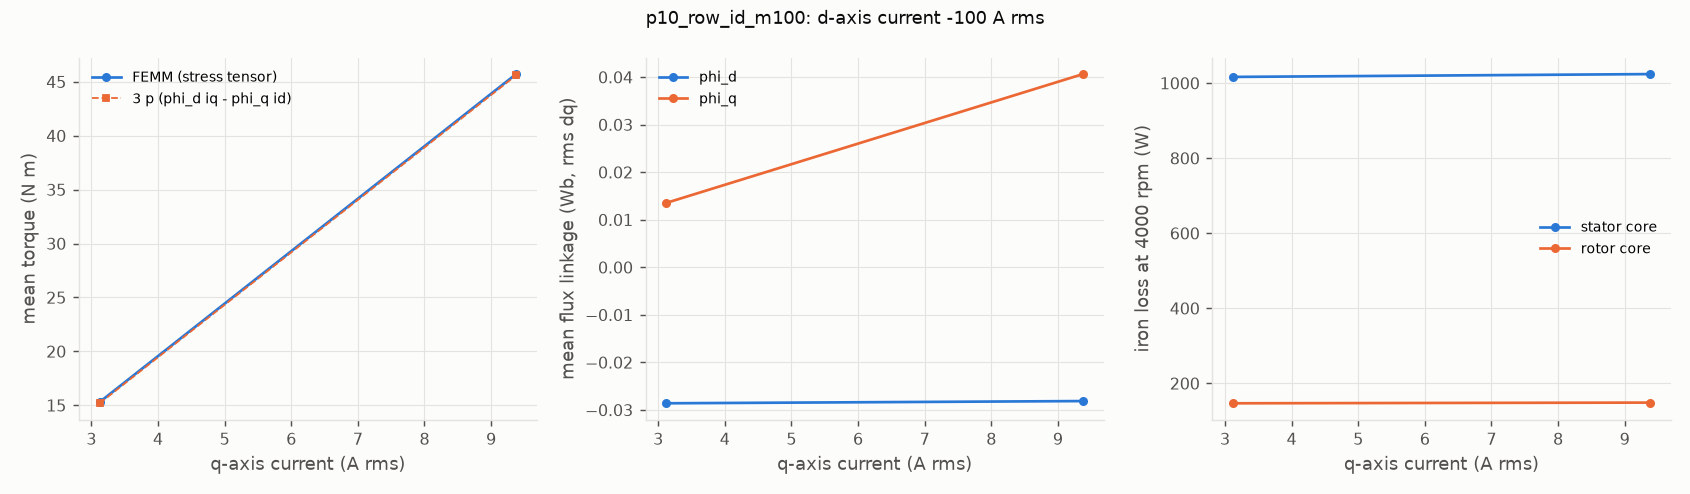 p10_row_id_m100: d-axis current -100 A rms
mean torque (N m)
45
40
35
30
25
20
15
FEMM (stress tensor)
3 p (phi_d iq - phi_q id)
3 4 5 6 7 8 9
q-axis current (A rms)
mean flux linkage (Wb, rms dq)
0.04
0.03
0.02
0.01
0.00
−0.01
−0.02
−0.03
phi_d
phi_q
3 4 5 6 7 8 9
q-axis current (A rms)
iron loss at 4000 rpm (W)
1000
800
600
400
200
stator core
rotor core
3 4 5 6 7 8 9
q-axis current (A rms)